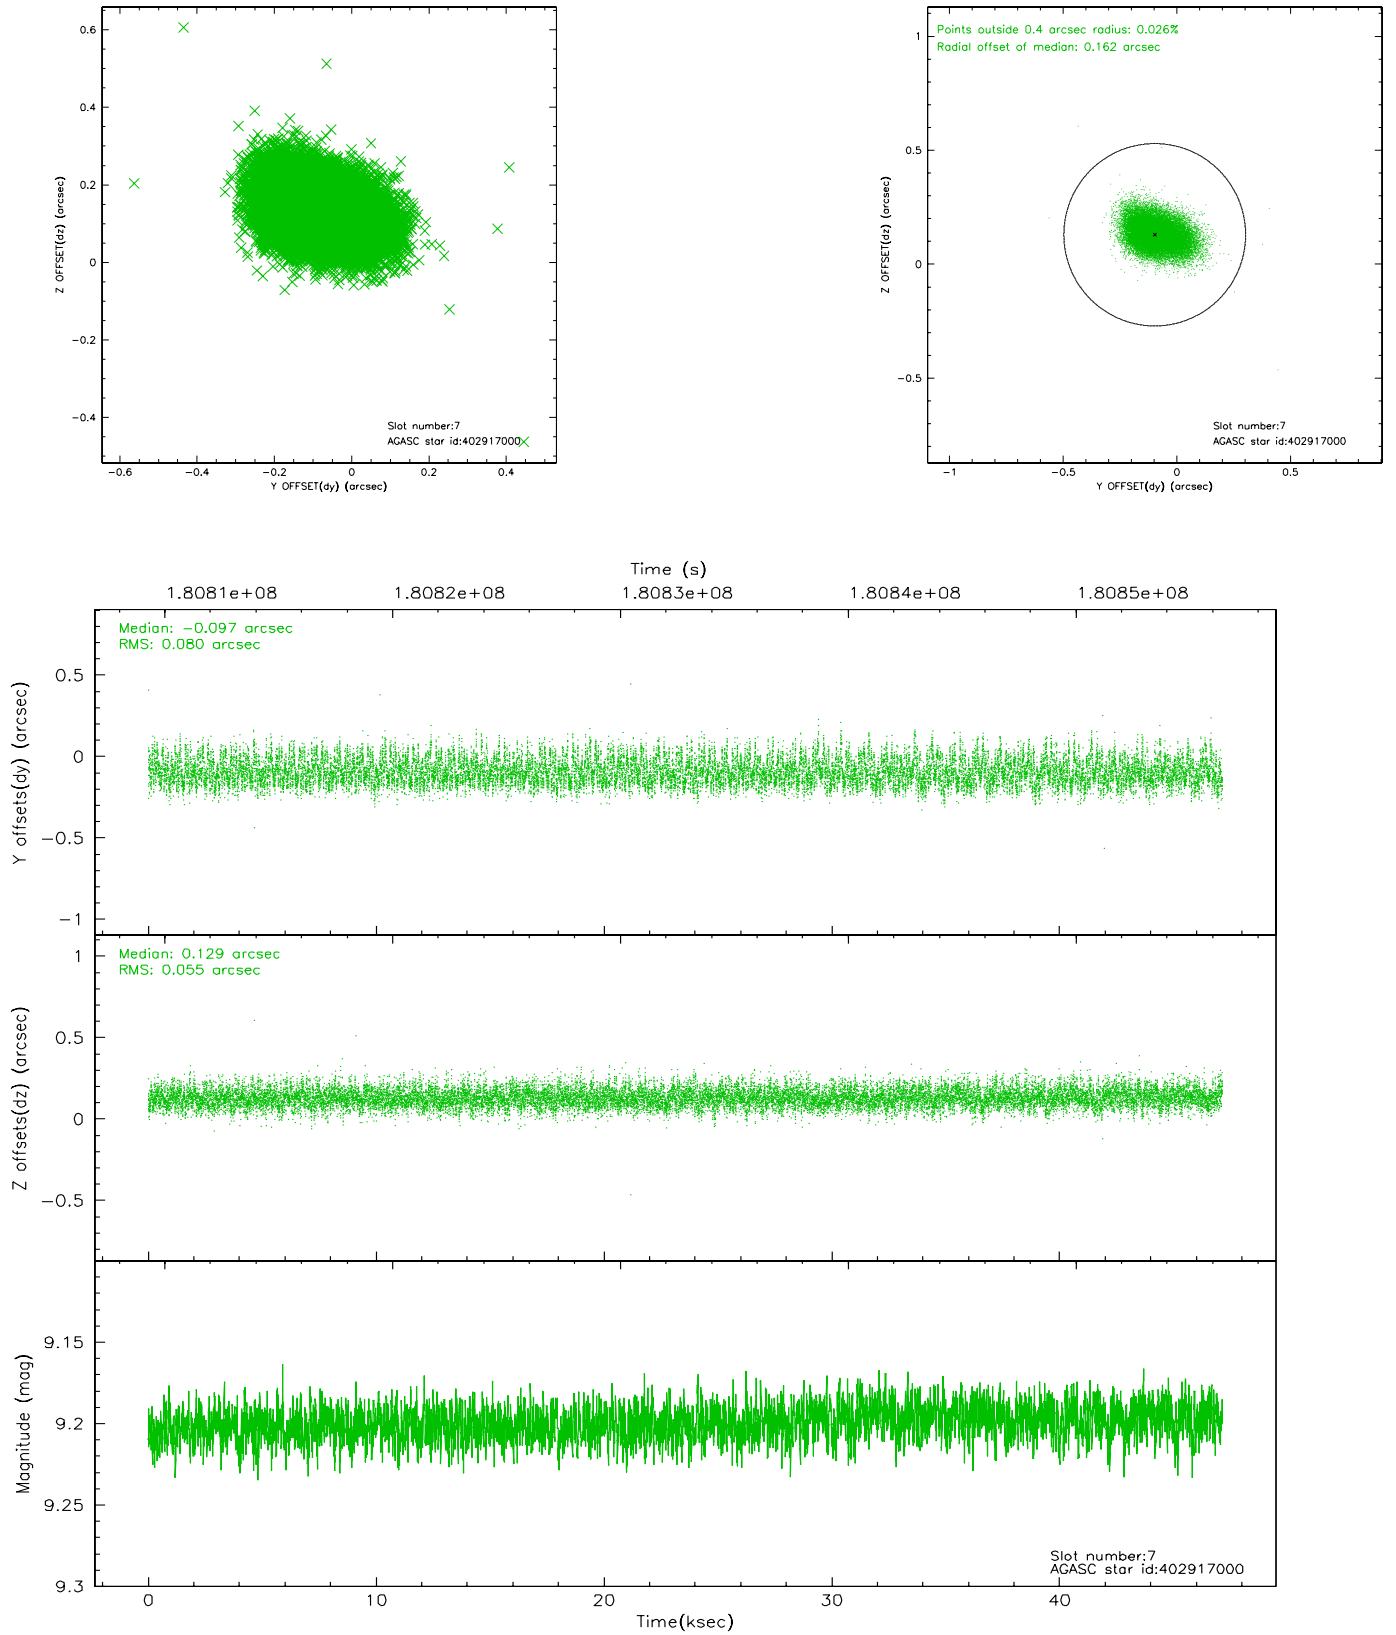 0.6
0.4
0.2
0
−0.2
−0.4
−0.6
−0.4
−0.2
0
0.2
0.4
Z OFFSET(dz) (arcsec)
Y OFFSET(dy) (arcsec)
Slot number:7
AGASC star id:402917000
Points outside 0.4 arcsec radius: 0.026%
Radial offset of median: 0.162 arcsec
1
0.5
0
−0.5
−1
−0.5
0
0.5
Z OFFSET(dz) (arcsec)
Y OFFSET(dy) (arcsec)
Slot number:7
AGASC star id:402917000
Time (s)
1.8081e+08
1.8082e+08
1.8083e+08
1.8084e+08
1.8085e+08
Median: −0.097 arcsec
RMS: 0.080 arcsec
0.5
0
−0.5
−1
Y offsets(dy) (arcsec)
Median: 0.129 arcsec
RMS: 0.055 arcsec
1
0.5
0
−0.5
Z offsets(dz) (arcsec)
9.15
9.2
9.25
9.3
Magnitude (mag)
Slot number:7
AGASC star id:402917000
0
10
20
30
40
Time(ksec)